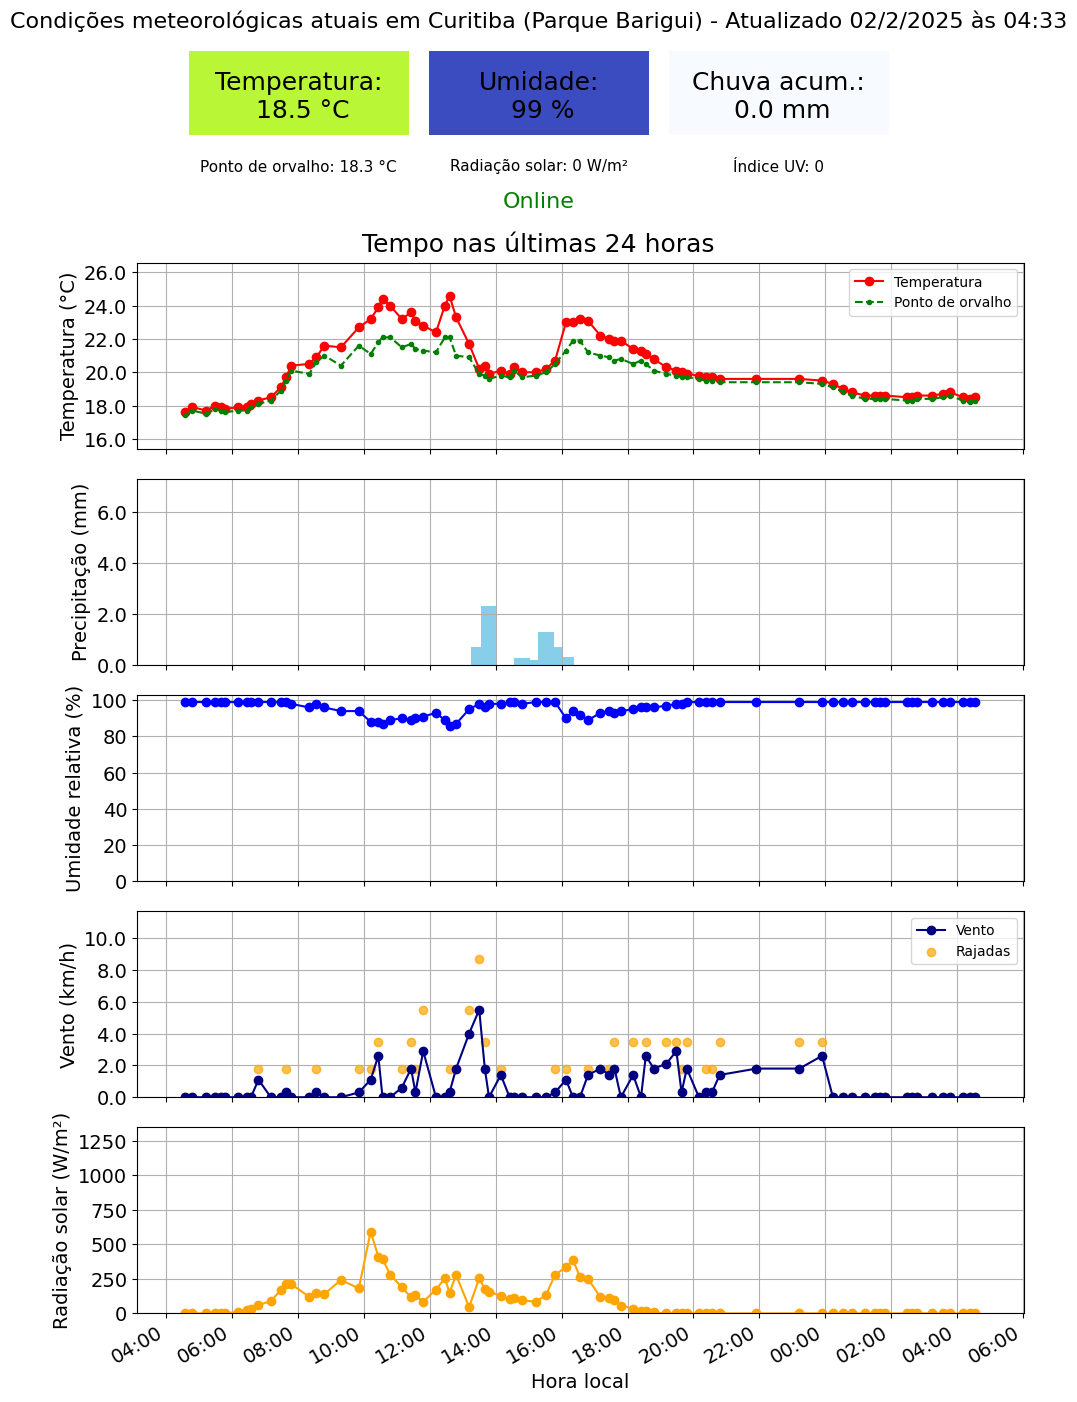 Condições meteorológicas atuais em Curitiba (Parque Barigui) - Atualizado 02/2/2025 às 04:33
Temperatura:
18.5 °C
Umidade:
99 %
Chuva acum.:
0.0 mm
Ponto de orvalho: 18.3 °C
Radiação solar: 0 W/m²
Índice UV: 0
Online
Tempo nas últimas 24 horas
Temperatura (°C)
26.0
24.0
22.0
20.0
18.0
16.0
Temperatura
Ponto de orvalho
Precipitação (mm)
6.0
4.0
2.0
0.0
Umidade relativa (%)
100
80
60
40
20
0
Vento (km/h)
10.0
8.0
6.0
4.0
2.0
0.0
Vento
Rajadas
Radiação solar (W/m²)
1250
1000
750
500
250
0
04:00
06:00
08:00
10:00
12:00
14:00
16:00
18:00
20:00
22:00
00:00
02:00
04:00
06:00
Hora local